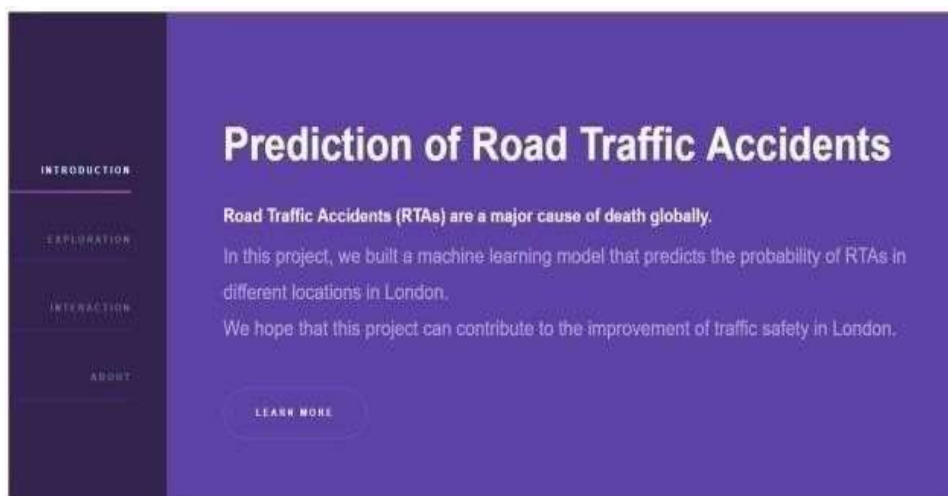 INTRODUCTION
EXPLORATION
INTERACTION
ABOUT
Prediction of Road Traffic Accidents
Road Traffic Accidents (RTAs) are a major cause of death globally.
In this project, we built a machine learning model that predicts the probability of RTAs in
different locations in London.
We hope that this project can contribute to the improvement of traffic safety in London.
LEARN MORE